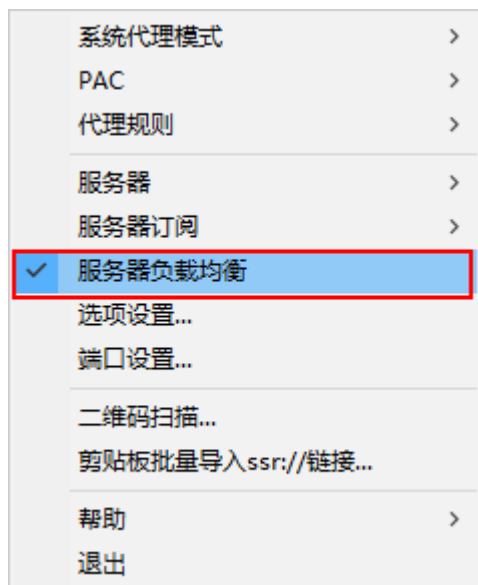 系统代理模式
PAC
代理规则
服务器
服务器订阅
服务器负载均衡
选项设置...
端口设置...
二维码扫描...
剪贴板批量导入ssr://链接...
帮助
退出